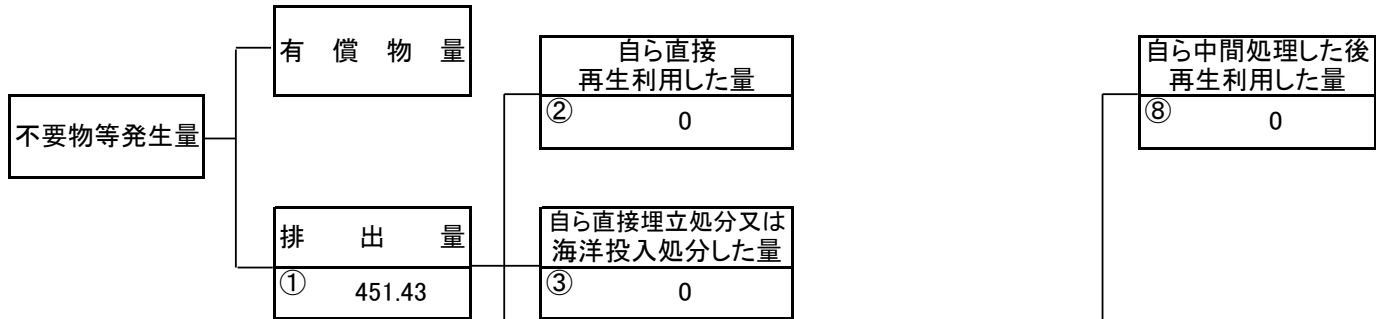 有償物量
自ら直接
再生利用した量
② 0
自ら中間処理した後
再生利用した量
⑧ 0
不要物等発生量
排出量
① 451.43
自ら直接埋立処分又は
海洋投入処分した量
③ 0